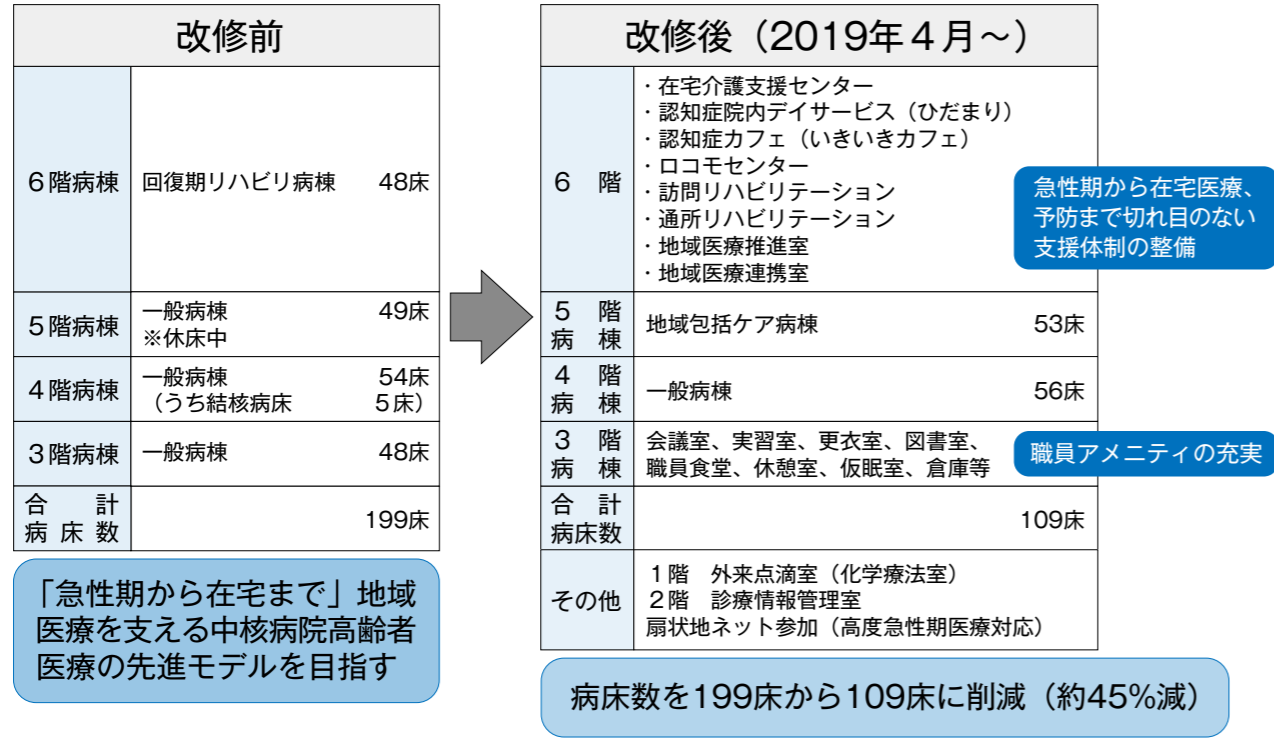 改修前
6階病棟 回復期リハビリ病棟 48床
5階病棟 一般病棟 49床
※休床中
4階病棟 一般病棟 54床
（うち結核病床 5床）
3階病棟 一般病棟 48床
合計
病床数 199床
「急性期から在宅まで」地域
医療を支える中核病院高齢者
医療の先進モデルを目指す
改修後（2019年4月～）
6階
・在宅介護支援センター
・認知症院内デイサービス（ひだまり）
・認知症カフェ（いきいきカフェ）
・ロコモセンター
・訪問リハビリテーション
・通所リハビリテーション
・地域医療推進室
・地域医療連携室
急性期から在宅医療、
予防まで切れ目のない
支援体制の整備
5階
病棟 地域包括ケア病棟 53床
4階
病棟 一般病棟 56床
3階
病棟
会議室、実習室、更衣室、図書室、
職員食堂、休憩室、仮眠室、倉庫等
職員アメニティの充実
合計
病床数 109床
その他
1階 外来点滴室（化学療法室）
2階 診療情報管理室
扇状地ネット参加（高度急性期医療対応）
病床数を199床から109床に削減（約45%減）